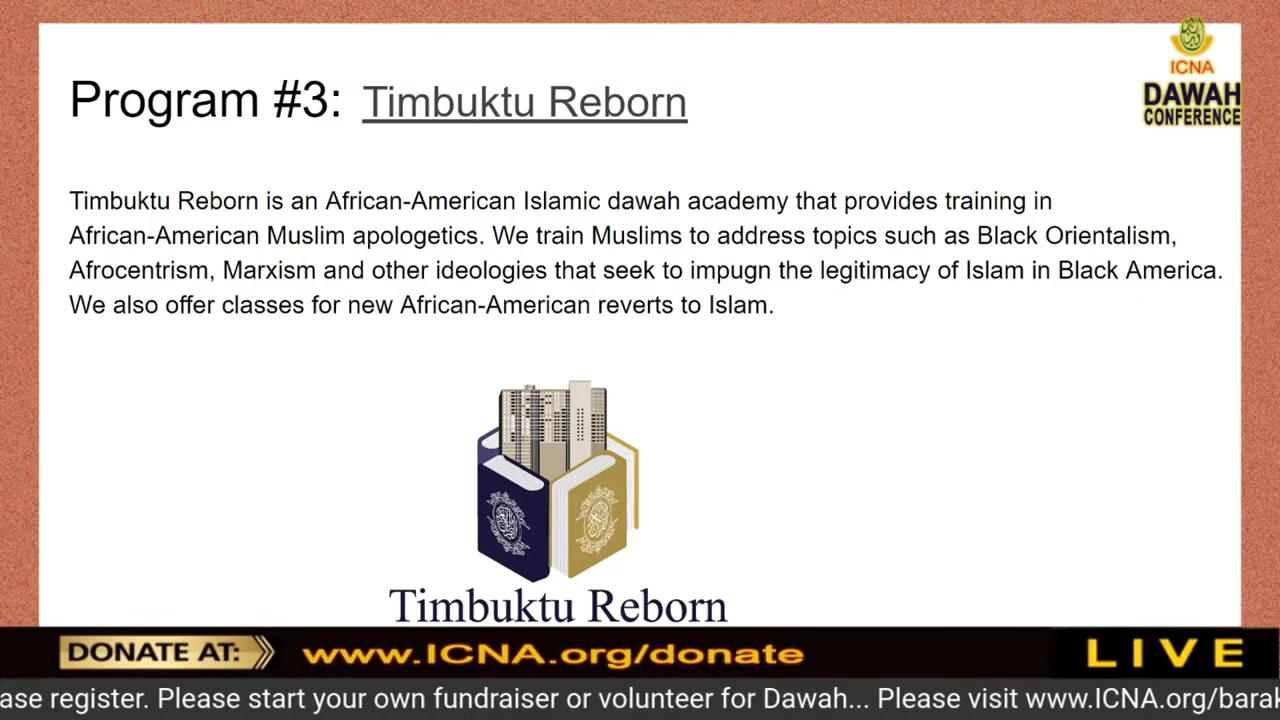 Program #3: Timbuktu Reborn
ICNA
DAWAH
CONFERENCE
Timbuktu Reborn is an African-American Islamic dawah academy that provides training in
African-American Muslim apologetics. We train Muslims to address topics such as Black Orientalism,
Afrocentrism, Marxism and other ideologies that seek to impugn the legitimacy of Islam in Black America.
We also offer classes for new African-American reverts to Islam.
Timbuktu Reborn
DONATE AT: www.ICNA.org/donate
LIVE
ase register. Please start your own fundraiser or volunteer for Dawah... Please visit www.ICNA.org/bara